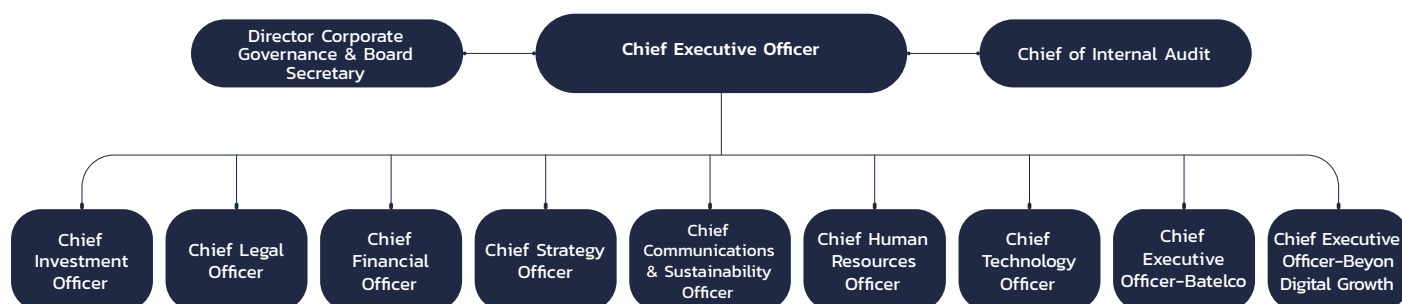 Director Corporate
Governance & Board
Secretary
Chief Executive Officer
Chief of Internal Audit
Chief
Investment
Officer
Chief Legal
Officer
Chief
Financial
Officer
Chief Strategy
Officer
Chief
Communications
& Sustainability
Officer
Chief Human
Resources
Officer
Chief
Technology
Officer
Chief
Executive
Officer-Batelco
Chief Executive
Officer-Beyon
Digital Growth